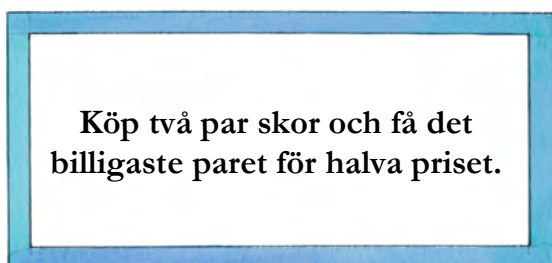 Köp två par skor och få det
billigaste paret för halva priset.